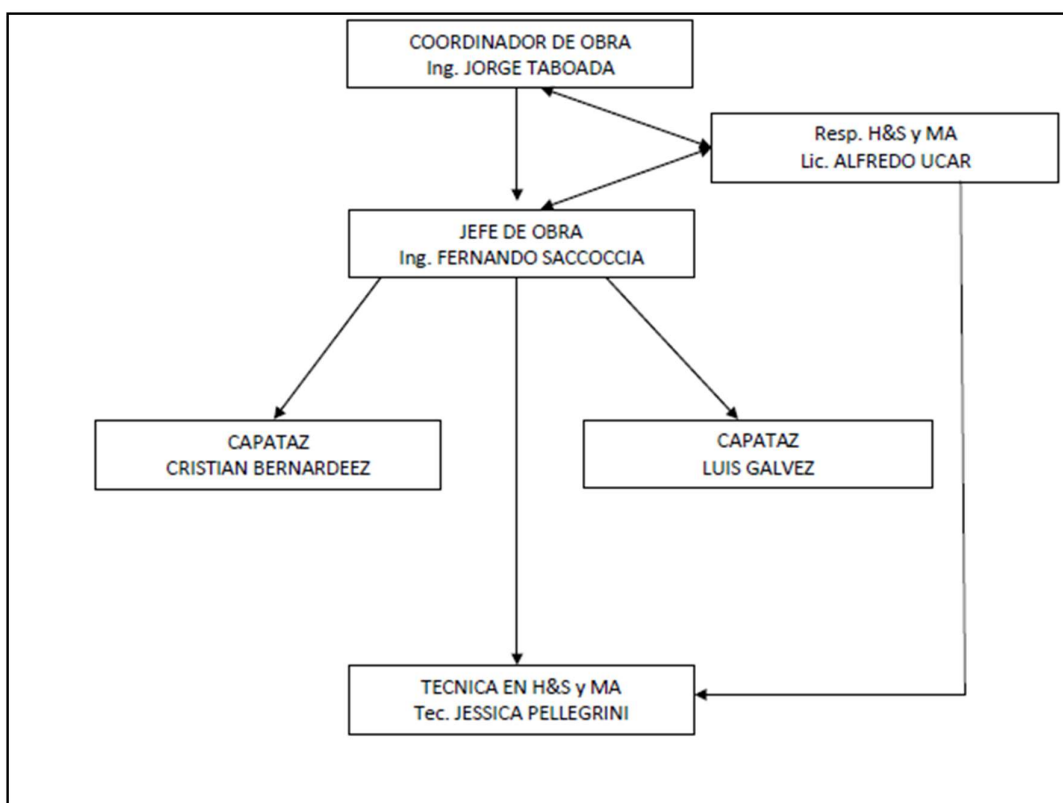 COORDINADOR DE OBRA
Ing. JORGE TABOADA
Resp. H&S y MA
Lic. ALFREDO UCAR
JEFE DE OBRA
Ing. FERNANDO SACCOCCIA
CAPATAZ
CRISTIAN BERNARDEEZ
CAPATAZ
LUIS GALVEZ
TECNICA EN H&S y MA
Tec. JESSICA PELLEGRINI